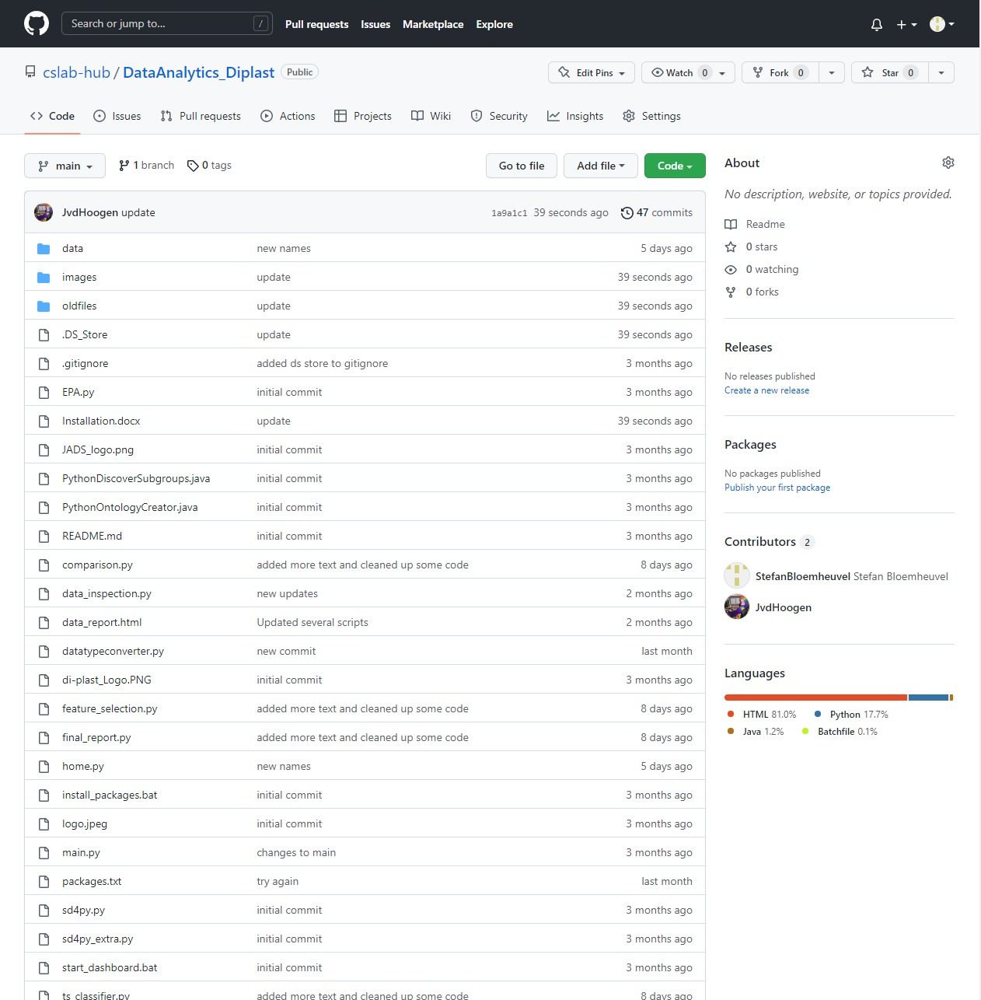 Search or jump to... /
Pull requests Issues Marketplace Explore
cslab-hub / DataAnalytics_Diplast Public
Edit Pins Watch 0 Fork 0 Star 0
Code Issues Pull requests Actions Projects Wiki Security Insights Settings
main 1 branch 0 tags
Go to file Add file Code
JvdHoogen update 1a9a1c1 39 seconds ago 47 commits
data new names 5 days ago
images update 39 seconds ago
oldfiles update 39 seconds ago
.DS_Store update 39 seconds ago
.gitignore added ds store to gitignore 3 months ago
EPA.py initial commit 3 months ago
Installation.docx update 39 seconds ago
JADS_logo.png initial commit 3 months ago
PythonDiscoverSubgroups.java initial commit 3 months ago
PythonOntologyCreator.java initial commit 3 months ago
README.md initial commit 3 months ago
comparison.py added more text and cleaned up some code 8 days ago
data_inspection.py new updates 2 months ago
data_report.html Updated several scripts 2 months ago
datatypeconverter.py new commit last month
di-plast_Logo.PNG initial commit 3 months ago
feature_selection.py added more text and cleaned up some code 8 days ago
final_report.py added more text and cleaned up some code 8 days ago
home.py new names 5 days ago
install_packages.bat initial commit 3 months ago
logo.jpeg initial commit 3 months ago
main.py changes to main 3 months ago
packages.txt try again last month
sd4py.py initial commit 3 months ago
sd4py_extra.py initial commit 3 months ago
start_dashboard.bat initial commit 3 months ago
ts_classifier.py added more text and cleaned up some code 8 days ago
About
No description, website, or topics provided.
Readme
0 stars
0 watching
0 forks
Releases
No releases published
Create a new release
Packages
No packages published
Publish your first package
Contributors 2
StefanBloemheuvel Stefan Bloemheuvel
JvdHoogen
Languages
HTML 81.0% Python 17.7%
Java 1.2% Batchfile 0.1%